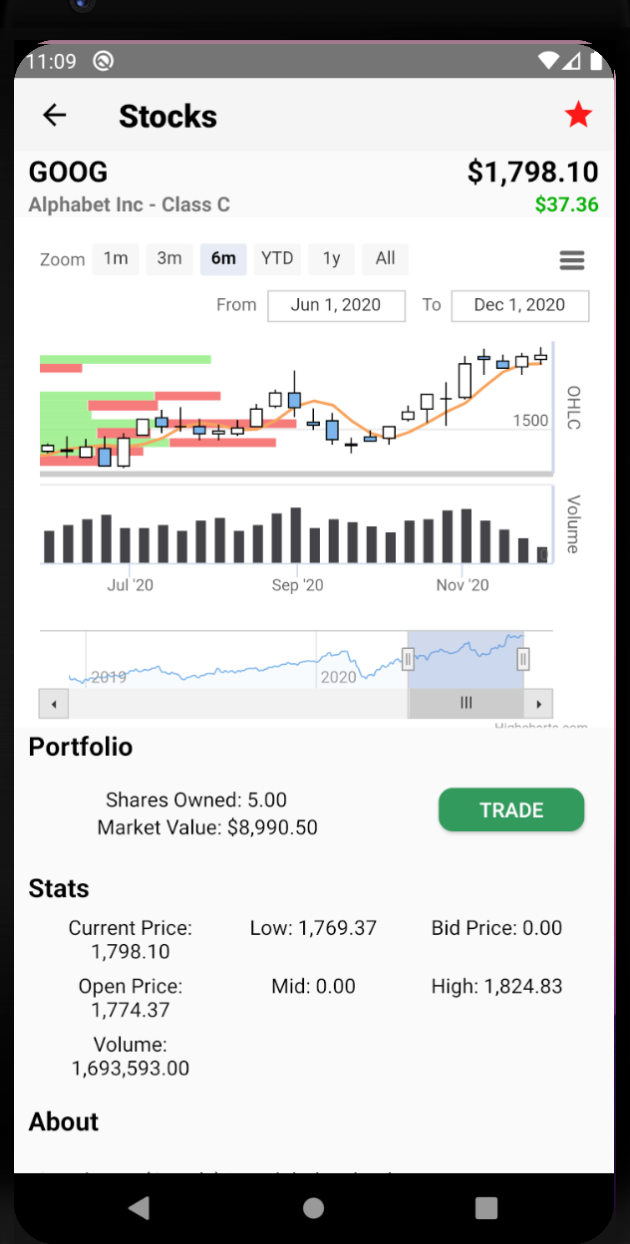 11:09
Stocks
GOOG $1,798.10
Alphabet Inc - Class C $37.36
Zoom 1m 3m 6m YTD 1y All
From Jun 1, 2020 To Dec 1, 2020
OHLC
1500
Volume
0
Jul '20 Sep '20 Nov '20
2019 2020
Highcharts.com
Portfolio
Shares Owned: 5.00
Market Value: $8,990.50
TRADE
Stats
Current Price: Low: 1,769.37 Bid Price: 0.00
1,798.10
Open Price: Mid: 0.00 High: 1,824.83
1,774.37
Volume:
1,693,593.00
About